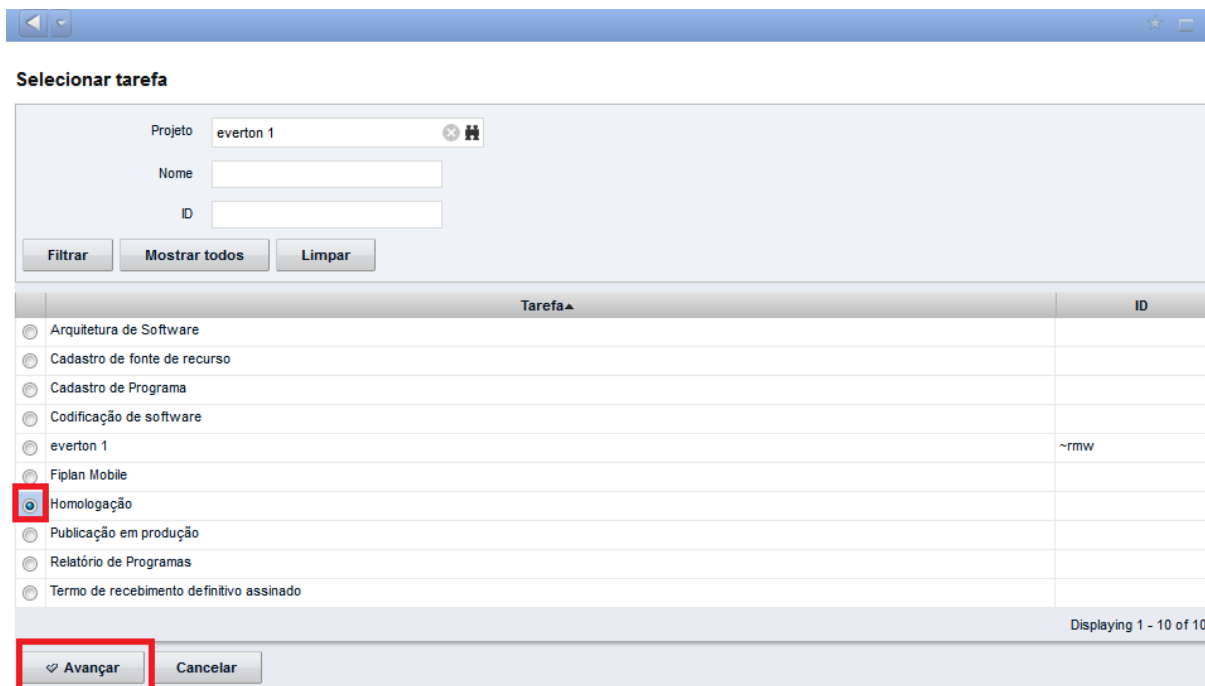 Selecionar tarefa
Projeto everton 1
Nome
ID
Filtrar Mostrar todos Limpar
Tarefa▲ ID
Arquitetura de Software
Cadastro de fonte de recurso
Cadastro de Programa
Codificação de software
everton 1 ~rmw
Fiplan Mobile
Homologação
Publicação em produção
Relatório de Programas
Termo de recebimento definitivo assinado
Displaying 1 - 10 of 10
Avançar Cancelar